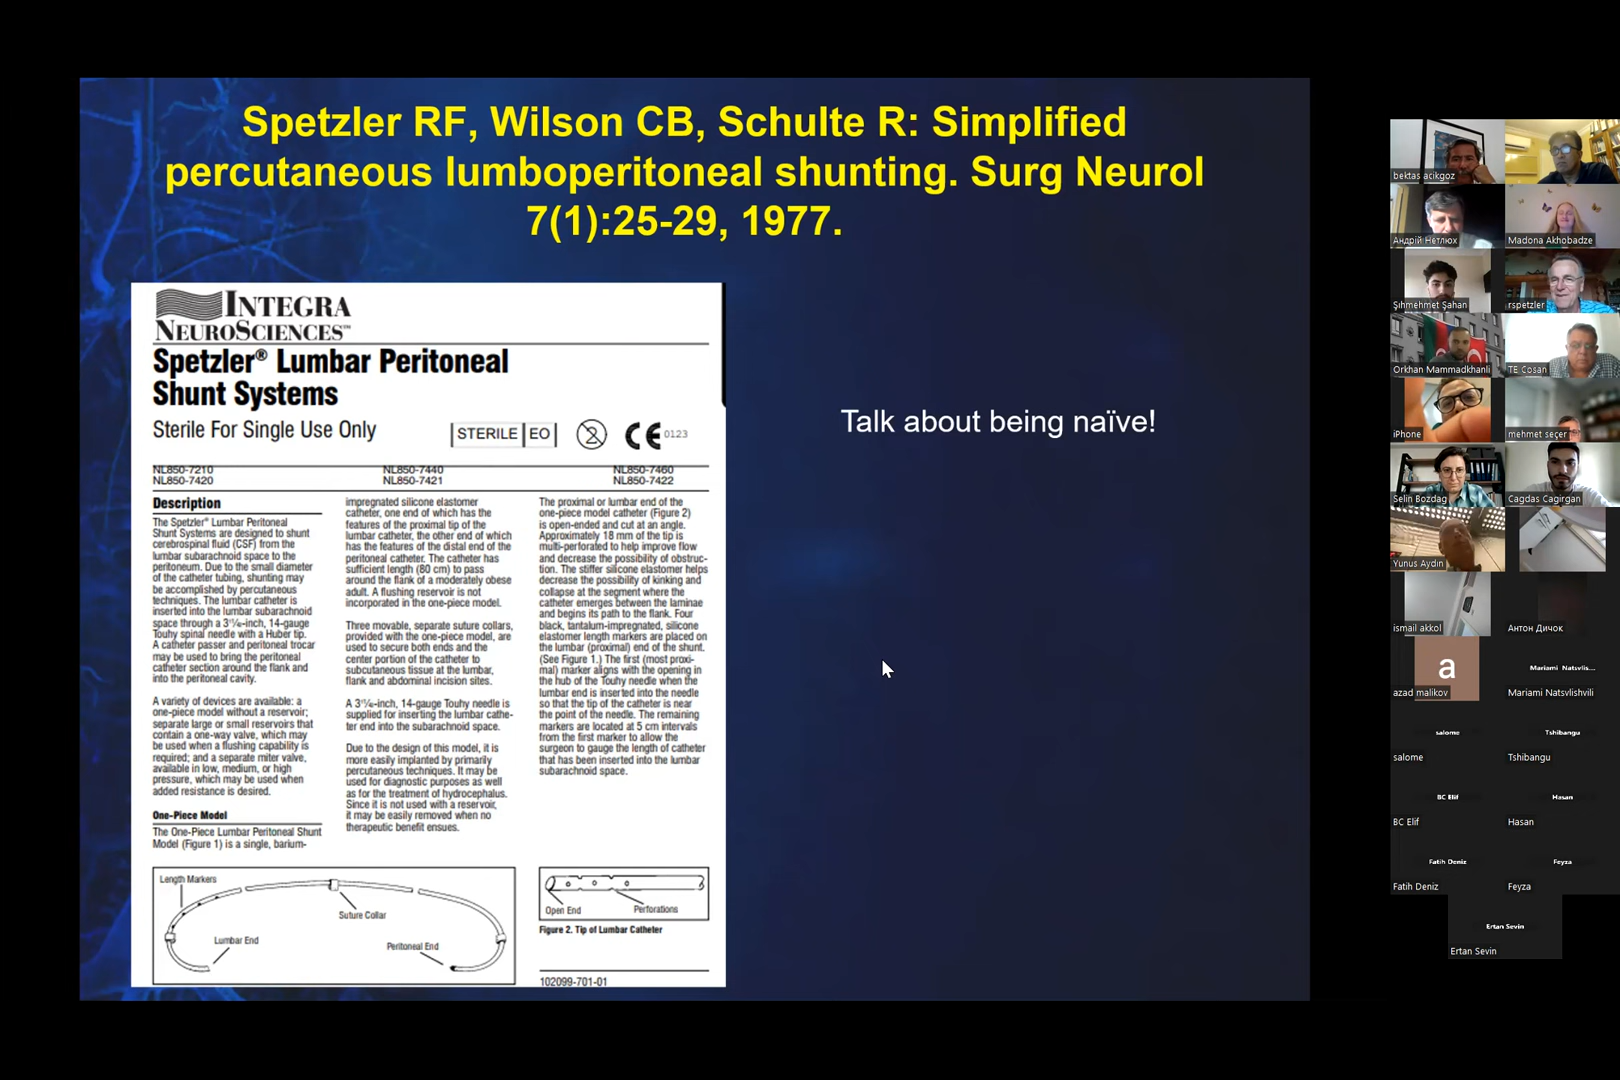 Spetzler RF, Wilson CB, Schulte R: Simplified
percutaneous lumboperitoneal shunting. Surg Neurol
7(1):25-29, 1977.
INTEGRA
NEUROSCIENCES™
Spetzler® Lumbar Peritoneal
Shunt Systems
Sterile For Single Use Only
STERILE EO
2
CE 0123
NL850-7210
NL850-7420
NL850-7440
NL850-7421
NL850-7460
NL850-7422
Description
The Spetzler® Lumbar Peritoneal
Shunt Systems are designed to shunt
cerebrospinal fluid (CSF) from the
lumbar subarachnoid space to the
peritoneum. Due to the small diameter
of the catheter tubing, shunting may
be accomplished by percutaneous
techniques. The lumbar catheter is
inserted into the lumbar subarachnoid
space through a 14-gauge
Touhy spinal needle with a Huber tip.
A catheter passer and peritoneal trocar
may be used to bring the peritoneal
catheter section around the flank and
into the peritoneal cavity.
A variety of devices are available: a
one-piece model without a reservoir;
separate large or small reservoirs that
contain a one-way valve, which may
be used when a flushing capability is
required; and a separate miter valve,
available in low, medium, or high
pressure, which may be used when
added resistance is desired.
One-Piece Model
The One-Piece Lumbar Peritoneal Shunt
Model (Figure 1) is a single, barium-
impregnated silicone elastomer
catheter, one end of which has the
features of the proximal tip of the
lumbar catheter, the other end of which
has the features of the distal end of the
peritoneal catheter. The catheter has
sufficient length (80 cm) to pass
around the flank of a moderately obese
adult. A flushing reservoir is not
incorporated in the one-piece model.
Three movable, separate suture collars,
provided with the one-piece model, are
used to secure both ends and the
center portion of the catheter to
subcutaneous tissue at the lumbar,
flank and abdominal incision sites.
A 14-gauge Touhy needle is
supplied for inserting the lumbar cathe-
ter end into the subarachnoid space.
Due to the design of this model, it is
more easily implanted by primarily
percutaneous techniques. It may be
used for diagnostic purposes as well
as for the treatment of hydrocephalus.
Since it is not used with a reservoir,
it may be easily removed when no
therapeutic benefit ensues.
The proximal or lumbar end of the
one-piece model catheter (Figure 2)
is open-ended and cut at an angle.
Approximately 18 mm of the tip is
multi-perforated to help improve flow
and decrease the possibility of obstruc-
tion. The stiffer silicone elastomer helps
decrease the possibility of kinking and
collapse at the segment where the
catheter emerges between the laminae
and begins its path to the flank. Four
black, tantalum-impregnated, silicone
elastomer length markers are placed on
the lumbar (proximal) end of the shunt.
(See Figure 1.) The first (most proxi-
mal) marker aligns with the opening in
the hub of the Touhy needle when the
lumbar end is inserted into the needle
so that the tip of the catheter is near
the point of the needle. The remaining
markers are located at 5 cm intervals
from the first marker to allow the
surgeon to gauge the length of catheter
that has been inserted into the lumbar
subarachnoid space.
Length Markers
Suture Collar
Lumbar End
Peritoneal End
Open End
Perforations
Figure 2. Tip of Lumbar Catheter
102099-701-01
Talk about being naïve!
bektas acikgoz
Андрій Нетлюх
Madona Akhobadze
Şıhmehmet Şahan
rspetzler
Orkhan Mammadkhanli
TE Cosan
iPhone
mehmet seçer
Selin Bozdag
Cagdas Cagirgan
Yunus Aydın
ismail akkol
Антон Дичок
a
azad malikov
Mariami Natsvlis...
Mariami Natsvlishvili
salome
salome
Tshibangu
Tshibangu
BC Elif
BC Elif
Hasan
Hasan
Fatih Deniz
Fatih Deniz
Feyza
Feyza
Ertan Sevin
Ertan Sevin